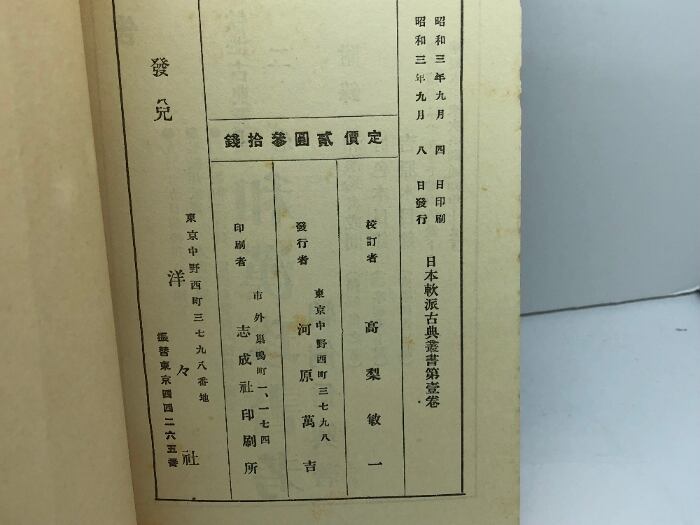 昭和三年九月 四 日印刷
昭和三年九月 八 日發行
日本軟派古典叢書第壹卷
定價貳圓參拾錢
校訂者 高梨敏一
東京中野西町三七九八
發行者 河原萬吉
市外巢鴨町一、一七四
印刷者 志成社印刷所
發兌
東京中野西町三七九八番地
洋々社
振替東京四四二六五番